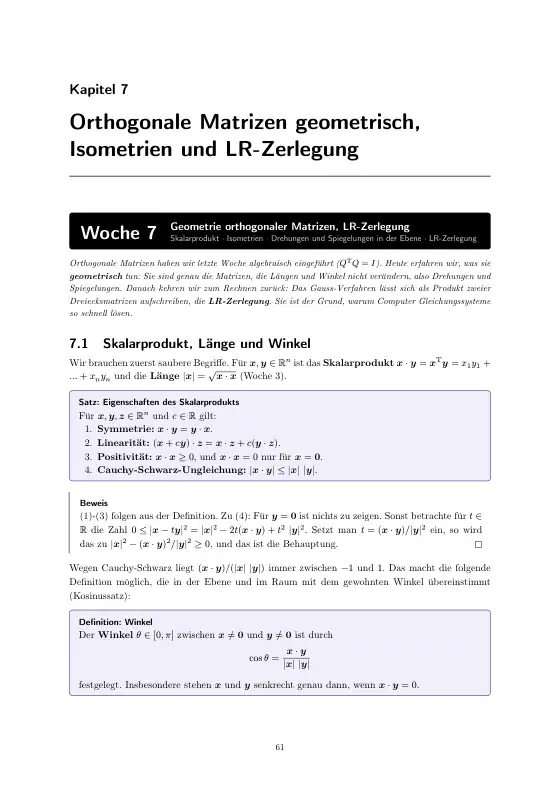 Kapitel 7
Orthogonale Matrizen geometrisch,
Isometrien und LR-Zerlegung
Woche 7
Geometrie orthogonaler Matrizen, LR-Zerlegung
Skalarprodukt · Isometrien · Drehungen und Spiegelungen in der Ebene · LR-Zerlegung
Orthogonale Matrizen haben wir letzte Woche algebraisch eingeführt (QᵀQ = I). Heute erfahren wir, was sie
geometrisch tun: Sie sind genau die Matrizen, die Längen und Winkel nicht verändern, also Drehungen und
Spiegelungen. Danach kehren wir zum Rechnen zurück: Das Gauss-Verfahren lässt sich als Produkt zweier
Dreiecksmatrizen aufschreiben, die LR-Zerlegung. Sie ist der Grund, warum Computer Gleichungssysteme
so schnell lösen.
7.1 Skalarprodukt, Länge und Winkel
Wir brauchen zuerst saubere Begriffe. Für x, y ∈ ℝⁿ ist das Skalarprodukt x · y = xᵀy = x₁y₁ +
... + xₙyₙ und die Länge |x| = √(x · x) (Woche 3).
Satz: Eigenschaften des Skalarprodukts
Für x, y, z ∈ ℝⁿ und c ∈ ℝ gilt:
1. Symmetrie: x · y = y · x.
2. Linearität: (x + cy) · z = x · z + c(y · z).
3. Positivität: x · x ≥ 0, und x · x = 0 nur für x = 0.
4. Cauchy-Schwarz-Ungleichung: |x · y| ≤ |x| |y|.
Beweis
(1)-(3) folgen aus der Definition. Zu (4): Für y = 0 ist nichts zu zeigen. Sonst betrachte für t ∈
ℝ die Zahl 0 ≤ |x − ty|² = |x|² − 2t(x · y) + t² |y|². Setzt man t = (x · y)/|y|² ein, so wird
das zu |x|² − (x · y)²/|y|² ≥ 0, und das ist die Behauptung. □
Wegen Cauchy-Schwarz liegt (x · y)/(|x| |y|) immer zwischen −1 und 1. Das macht die folgende
Definition möglich, die in der Ebene und im Raum mit dem gewohnten Winkel übereinstimmt
(Kosinussatz):
Definition: Winkel
Der Winkel θ ∈ [0, π] zwischen x ≠ 0 und y ≠ 0 ist durch
cos θ = (x · y)/(|x| |y|)
festgelegt. Insbesondere stehen x und y senkrecht genau dann, wenn x · y = 0.
61